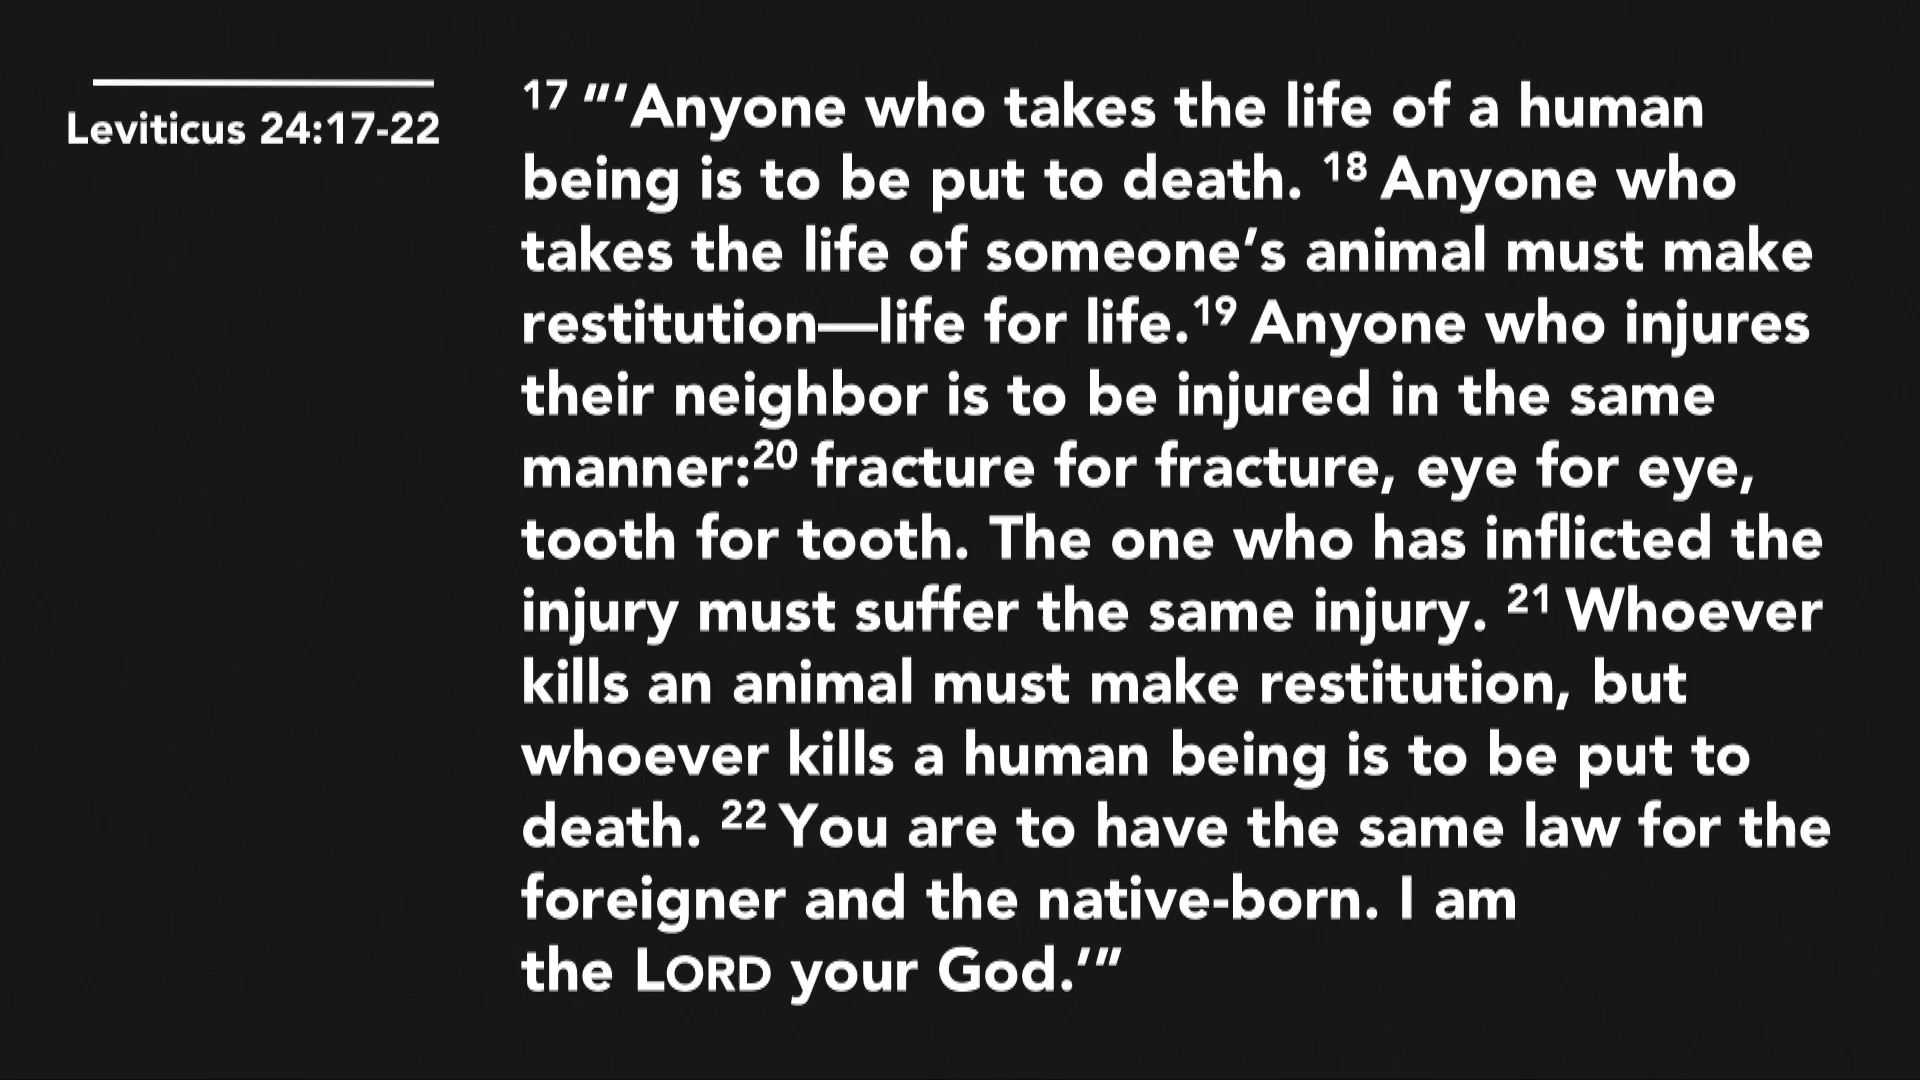 Leviticus 24:17-22
17 "'Anyone who takes the life of a human
being is to be put to death. 18 Anyone who
takes the life of someone’s animal must make
restitution—life for life.19 Anyone who injures
their neighbor is to be injured in the same
manner:20 fracture for fracture, eye for eye,
tooth for tooth. The one who has inflicted the
injury must suffer the same injury. 21 Whoever
kills an animal must make restitution, but
whoever kills a human being is to be put to
death. 22 You are to have the same law for the
foreigner and the native-born. I am
the LORD your God.’”